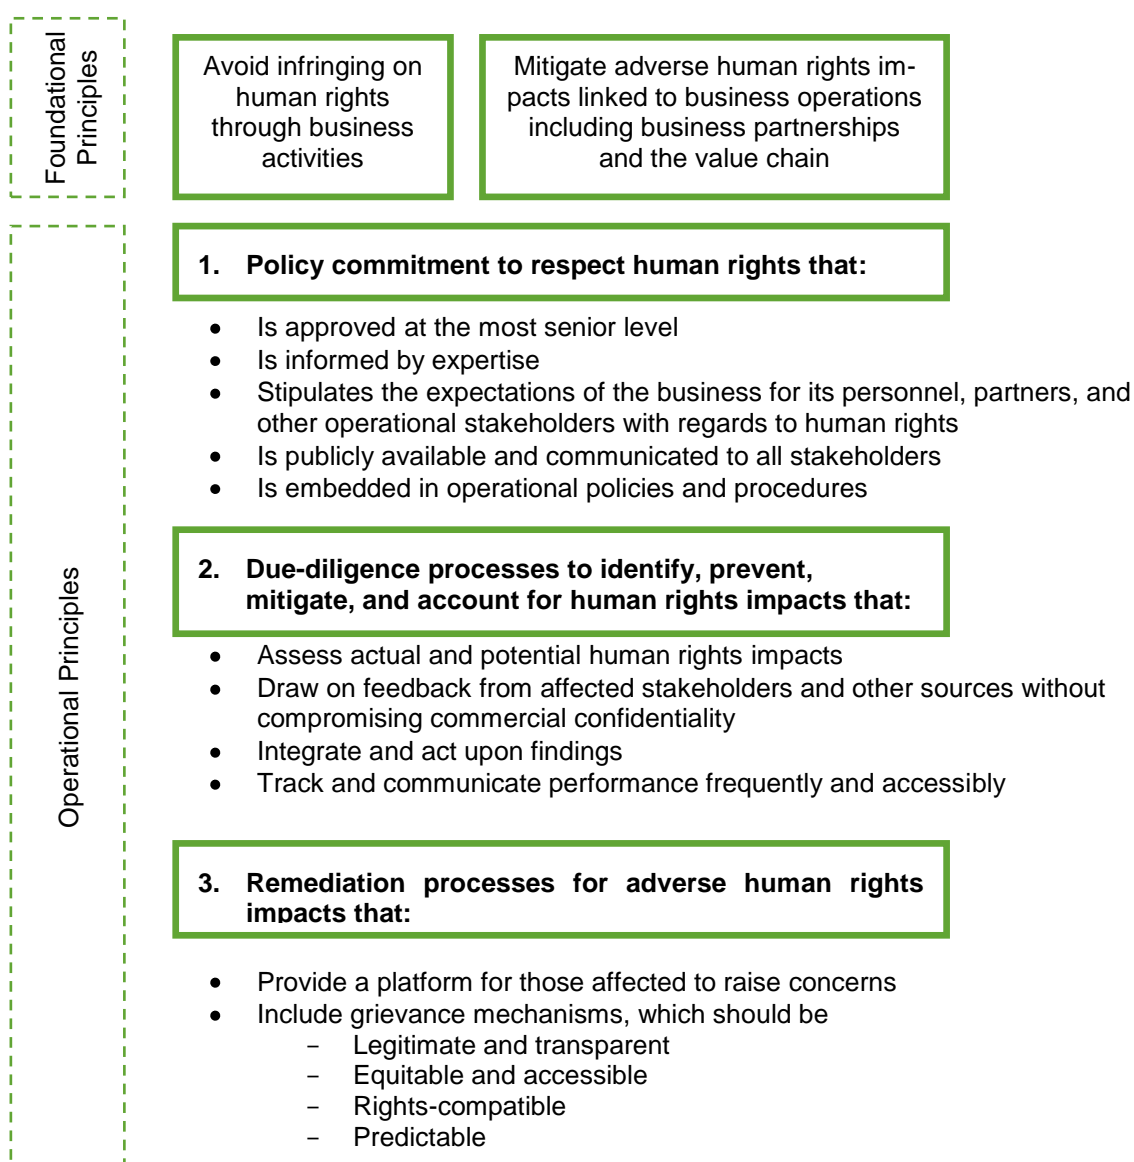 Foundational
Principles
Avoid infringing on
human rights
through business
activities
Mitigate adverse human rights im-
pacts linked to business operations
including business partnerships
and the value chain
Operational Principles
1. Policy commitment to respect human rights that:
• Is approved at the most senior level
• Is informed by expertise
• Stipulates the expectations of the business for its personnel, partners, and
other operational stakeholders with regards to human rights
• Is publicly available and communicated to all stakeholders
• Is embedded in operational policies and procedures
2. Due-diligence processes to identify, prevent,
mitigate, and account for human rights impacts that:
• Assess actual and potential human rights impacts
• Draw on feedback from affected stakeholders and other sources without
compromising commercial confidentiality
• Integrate and act upon findings
• Track and communicate performance frequently and accessibly
3. Remediation processes for adverse human rights
impacts that:
• Provide a platform for those affected to raise concerns
• Include grievance mechanisms, which should be
− Legitimate and transparent
− Equitable and accessible
− Rights-compatible
− Predictable